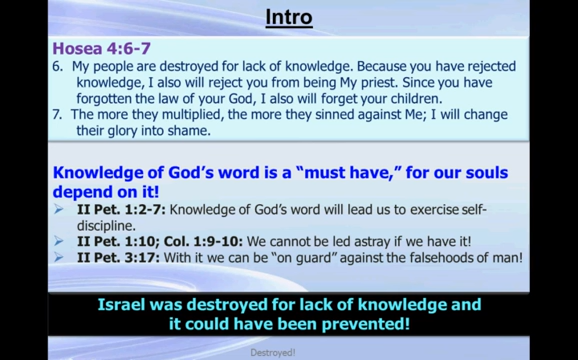 Intro
Hosea 4:6-7
6. My people are destroyed for lack of knowledge. Because you have rejected
knowledge, I also will reject you from being My priest. Since you have
forgotten the law of your God, I also will forget your children.
7. The more they multiplied, the more they sinned against Me; I will change
their glory into shame.
Knowledge of God's word is a “must have,” for our souls
depend on it!
II Pet. 1:2-7: Knowledge of God's word will lead us to exercise self-
discipline.
II Pet. 1:10; Col. 1:9-10: We cannot be led astray if we have it!
II Pet. 3:17: With it we can be “on guard” against the falsehoods of man!
Israel was destroyed for lack of knowledge and
it could have been prevented!
Destroyed!